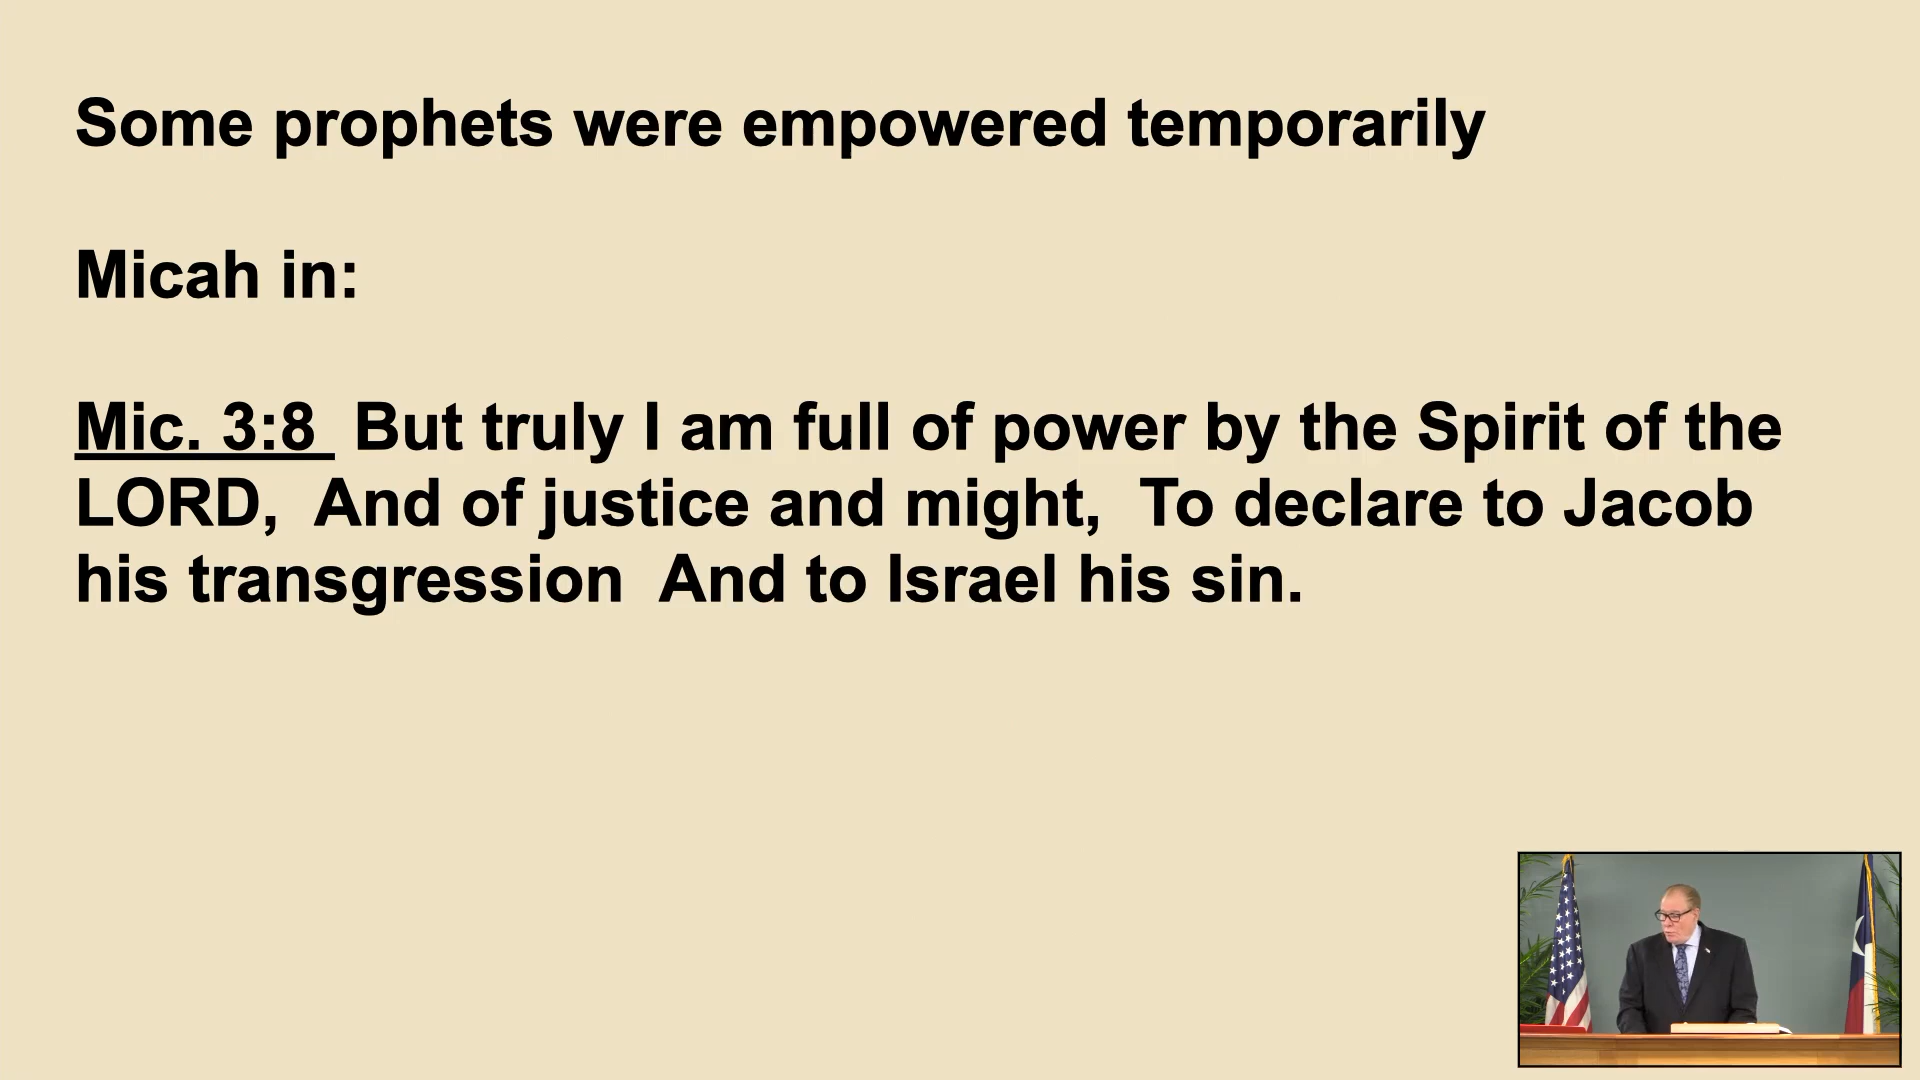 Some prophets were empowered temporarily
Micah in:
Mic. 3:8  But truly I am full of power by the Spirit of the
LORD,  And of justice and might,  To declare to Jacob
his transgression  And to Israel his sin.